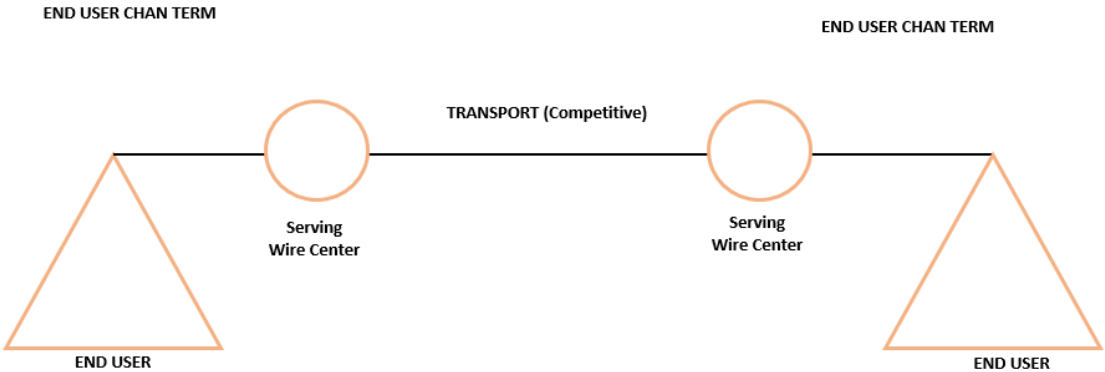 END USER CHAN TERM
END USER CHAN TERM
TRANSPORT (Competitive)
Serving
Wire Center
Serving
Wire Center
END USER
END USER